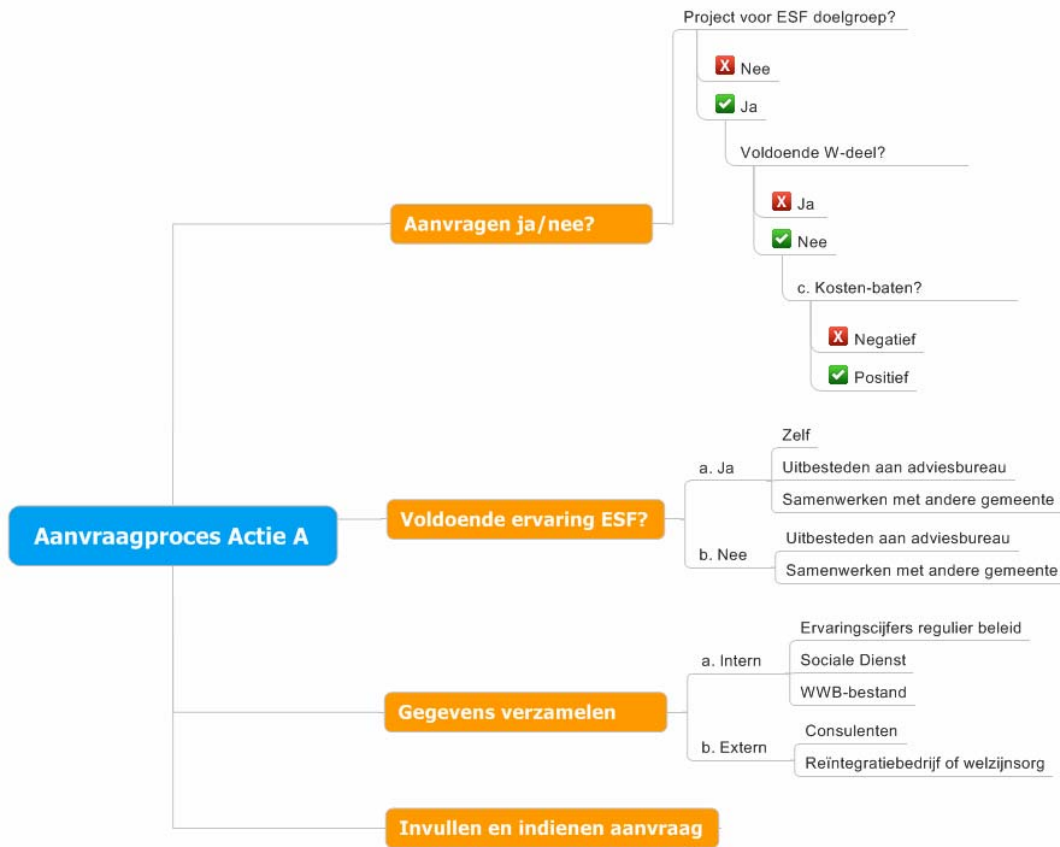 Project voor ESF doelgroep?
Nee
Ja
Voldoende W-deel?
Ja
Nee
c. Kosten-baten?
Negatief
Positief
Aanvragen ja/nee?
Aanvraagproces Actie A
Voldoende ervaring ESF?
a. Ja
Zelf
Uitbesteden aan adviesbureau
Samenwerken met andere gemeente
b. Nee
Uitbesteden aan adviesbureau
Samenwerken met andere gemeente
Gegevens verzamelen
a. Intern
Ervaringscijfers regulier beleid
Sociale Dienst
WWB-bestand
b. Extern
Consulenten
Reïntegratiebedrijf of welzijnsorg
Invullen en indienen aanvraag